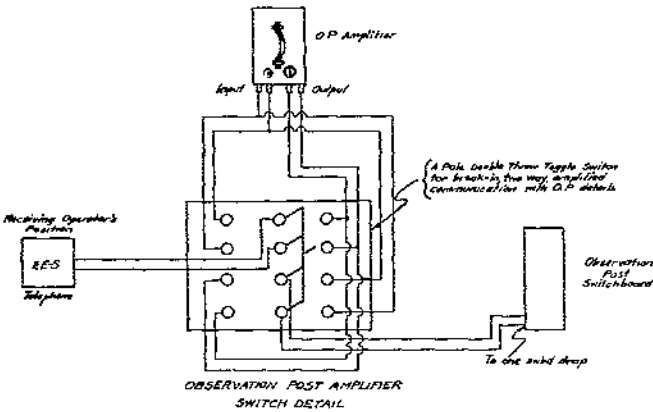 O.P. Amplifier
Input
Output
4 Pole Double Throw Toggle Switch
for break-in, two way, amplified
communication with O.P. details
Receiving Operator's
Position
EE-5
Telephone
Observation
Post
Switchboard
To one swbd drop
OBSERVATION POST AMPLIFIER
SWITCH DETAIL